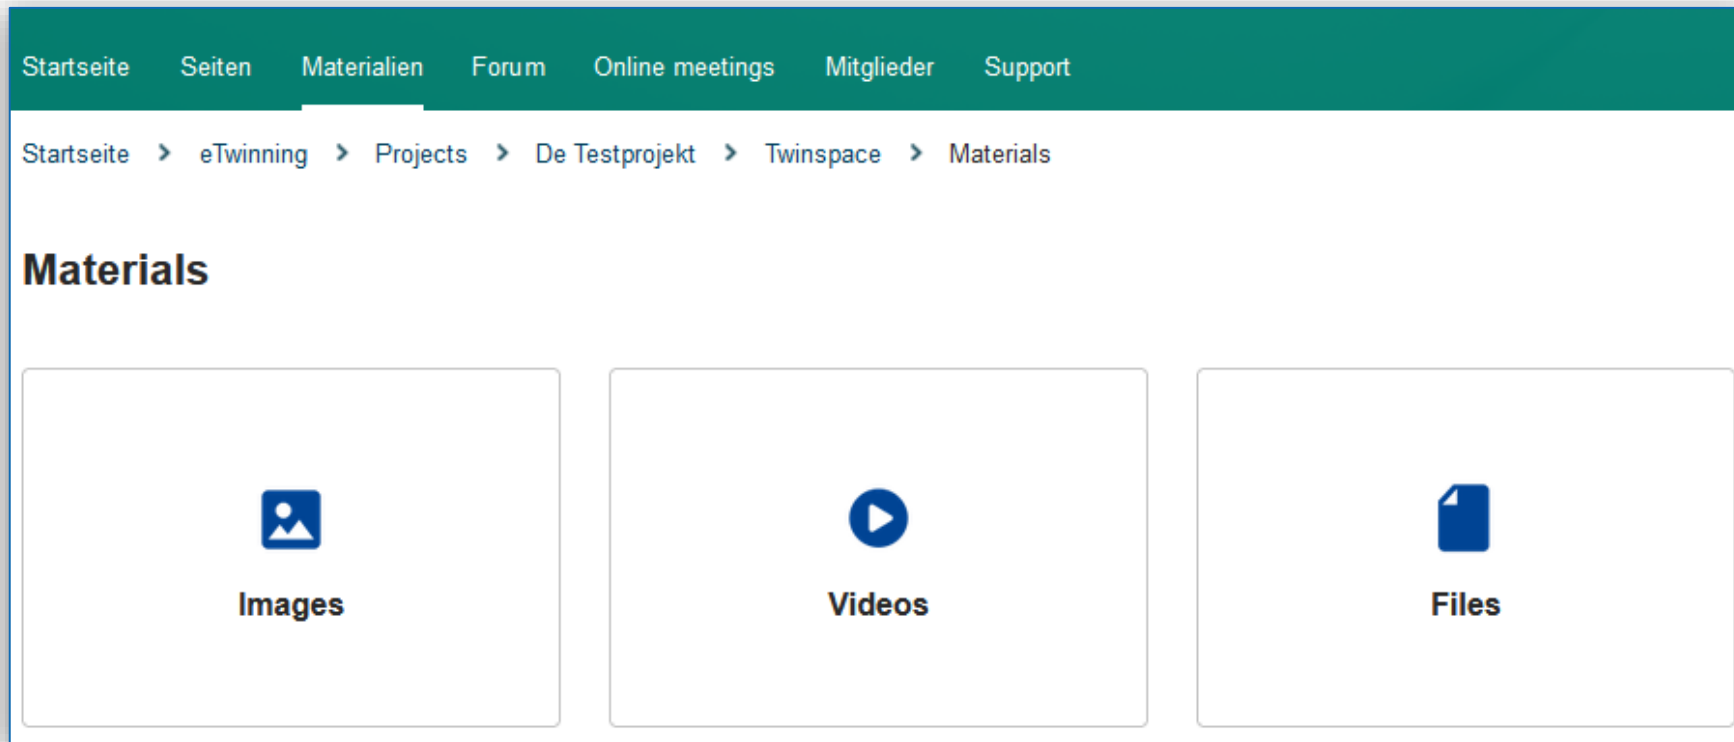 Startseite Seiten Materialien Forum Online meetings Mitglieder Support
Startseite > eTwinning > Projects > De Testprojekt > Twinspace > Materials
Materials
Images Videos Files